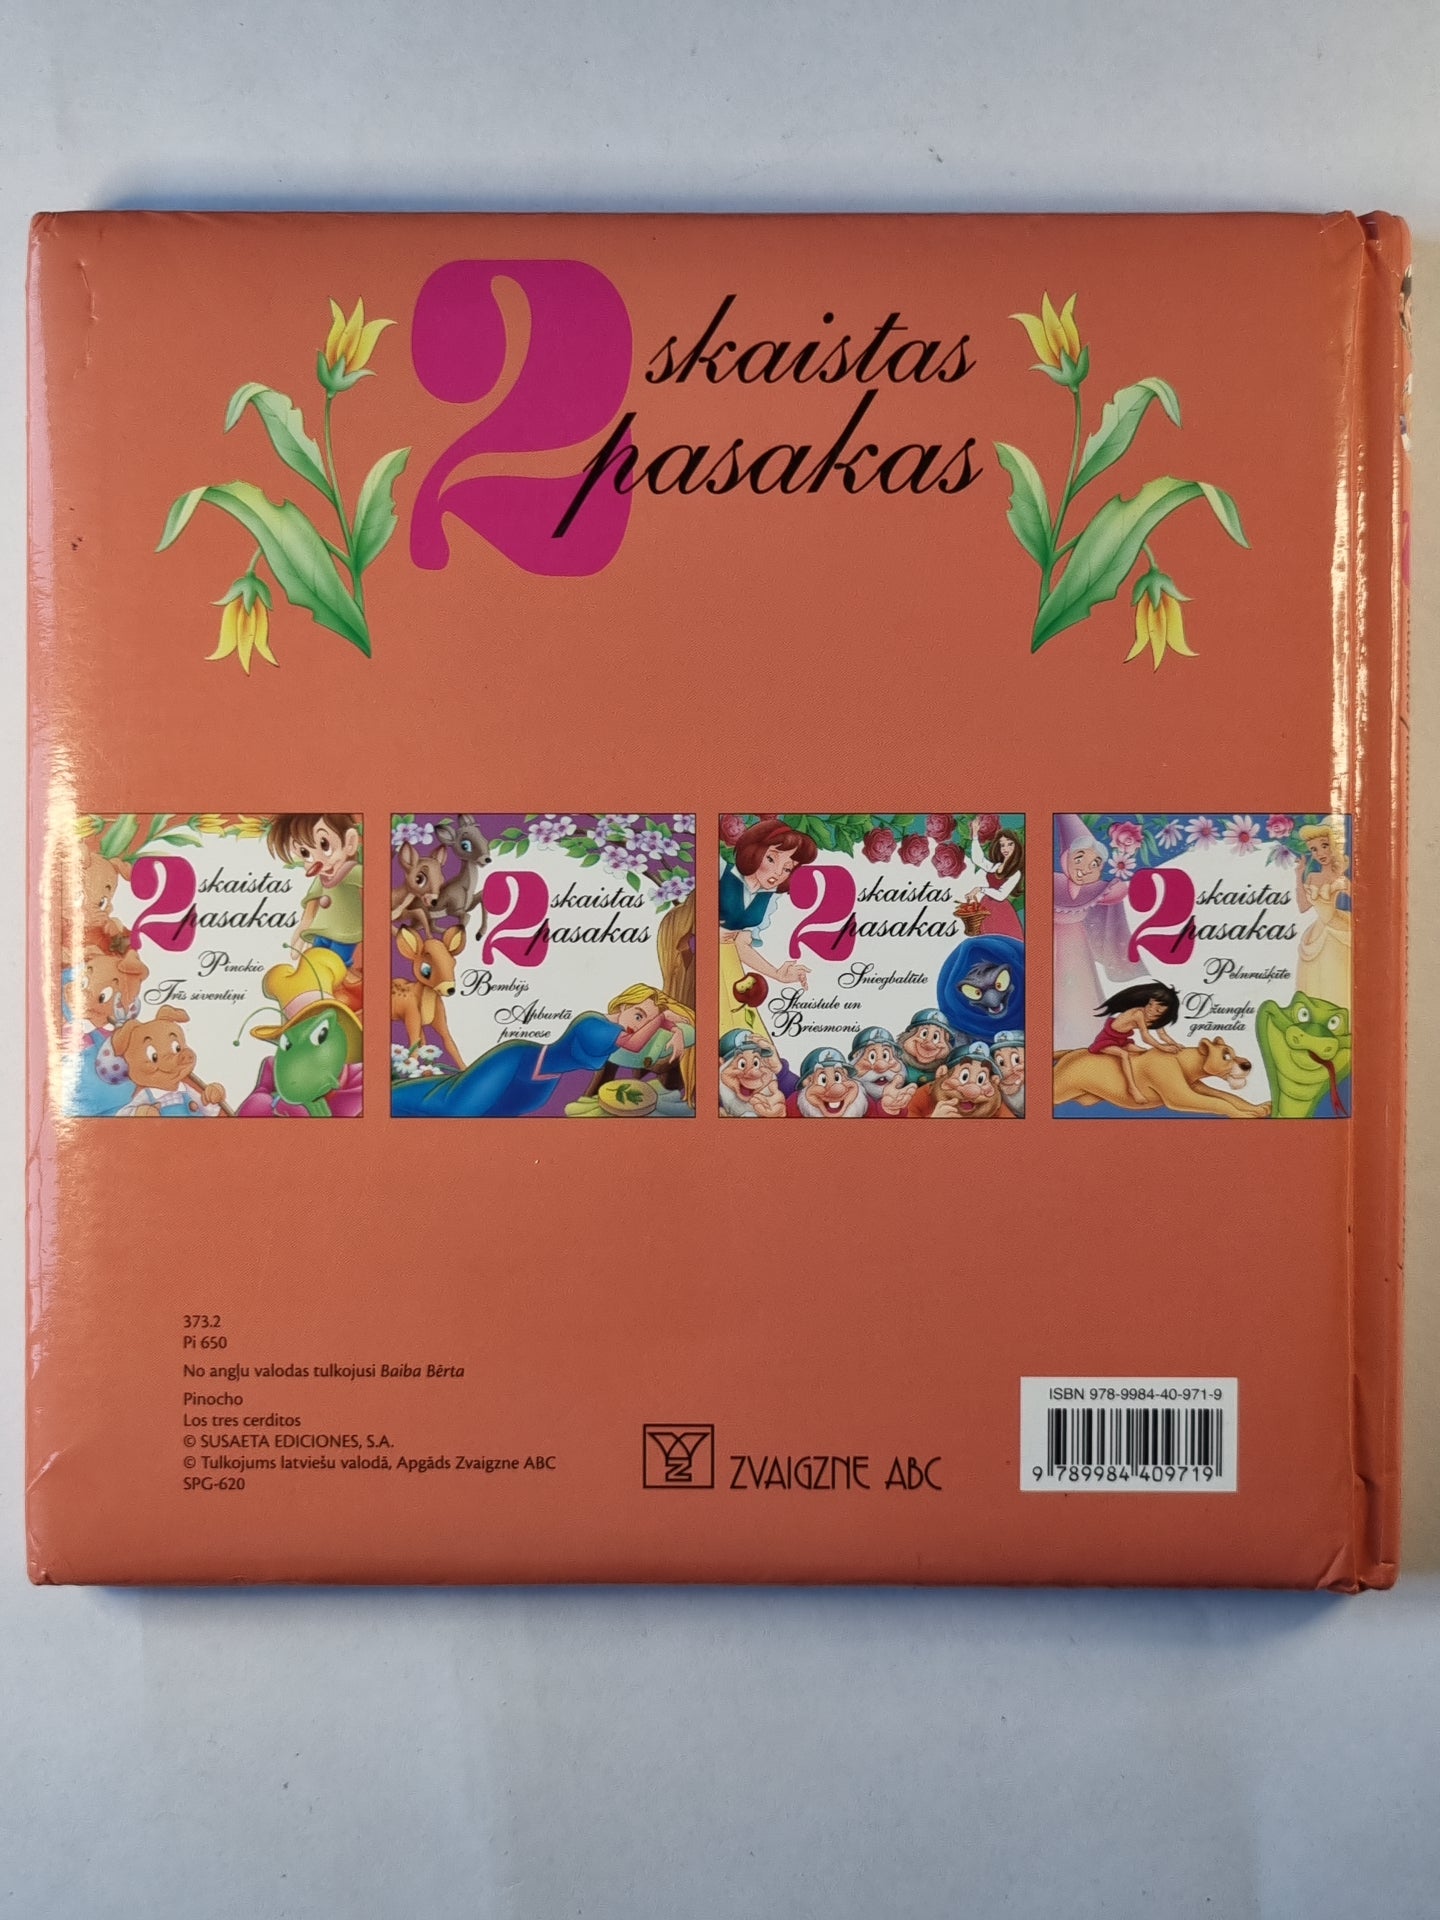 2 skaistas
pasakas
2 skaistas
pasakas
Pinokio
Trīs sivēntiņi
2 skaistas
pasakas
Bembijs
Apburtā
princese
2 skaistas
pasakas
Sniegbaltīte
Skaistule un
Briesmonis
2 skaistas
pasakas
Pelnrušķīte
Džungļu
grāmata
373.2
Pi 650
No angļu valodas tulkojusi Baiba Bērta
Pinocho
Los tres cerditos
© SUSAETA EDICIONES, S.A.
© Tulkojums latviešu valodā, Apgāds Zvaigzne ABC
SPG-620
ZVAIGZNE ABC
ISBN 978-9984-40-971-9
9 789984 409719